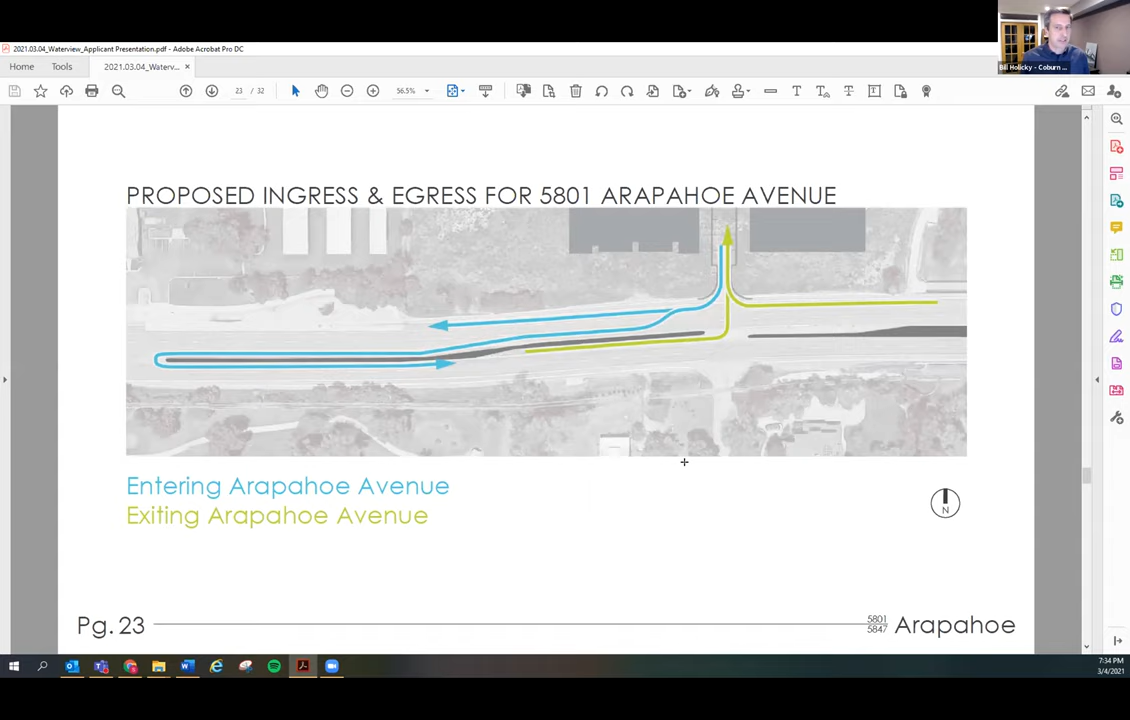 Bill Holicky - Coburn ...
2021.03.04_Waterview_Applicant Presentation.pdf - Adobe Acrobat Pro DC
Home Tools 2021.03.04_Waterv... ×
23 / 32 56.5%
PROPOSED INGRESS & EGRESS FOR 5801 ARAPAHOE AVENUE
Entering Arapahoe Avenue
Exiting Arapahoe Avenue
N
Pg. 23
5801
5847
Arapahoe
7:34 PM
3/4/2021